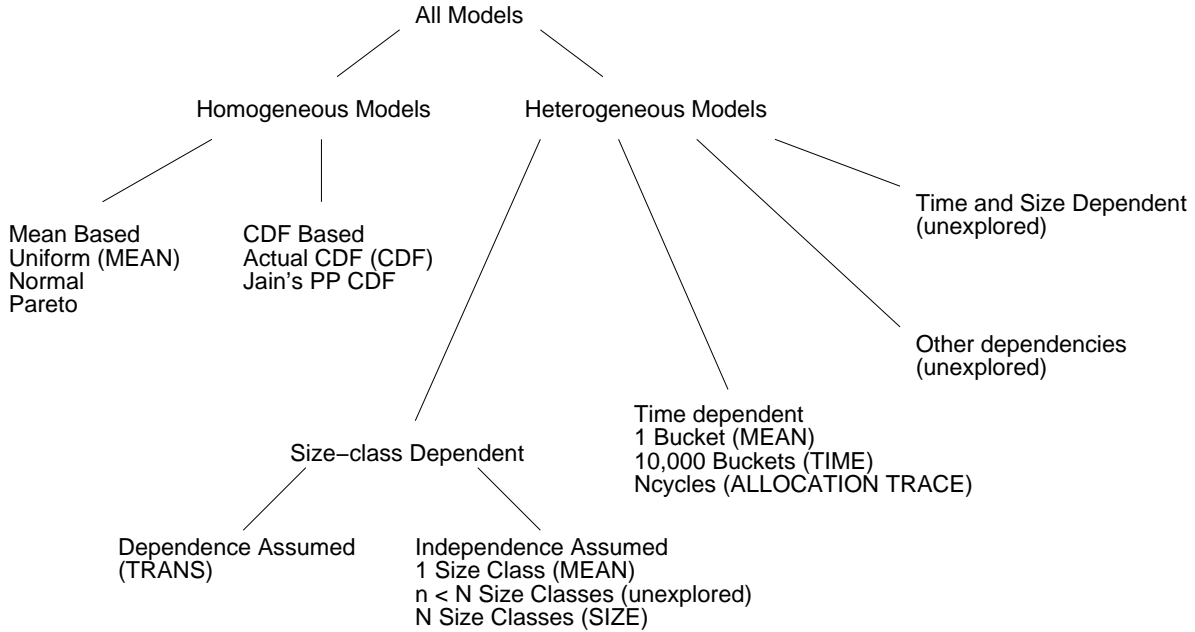 All Models
Homogeneous Models
Heterogeneous Models
Mean Based
Uniform (MEAN)
Normal
Pareto
CDF Based
Actual CDF (CDF)
Jain's PP CDF
Time and Size Dependent
(unexplored)
Other dependencies
(unexplored)
Time dependent
1 Bucket (MEAN)
10,000 Buckets (TIME)
Ncycles (ALLOCATION TRACE)
Size−class Dependent
Dependence Assumed
(TRANS)
Independence Assumed
1 Size Class (MEAN)
n < N Size Classes (unexplored)
N Size Classes (SIZE)